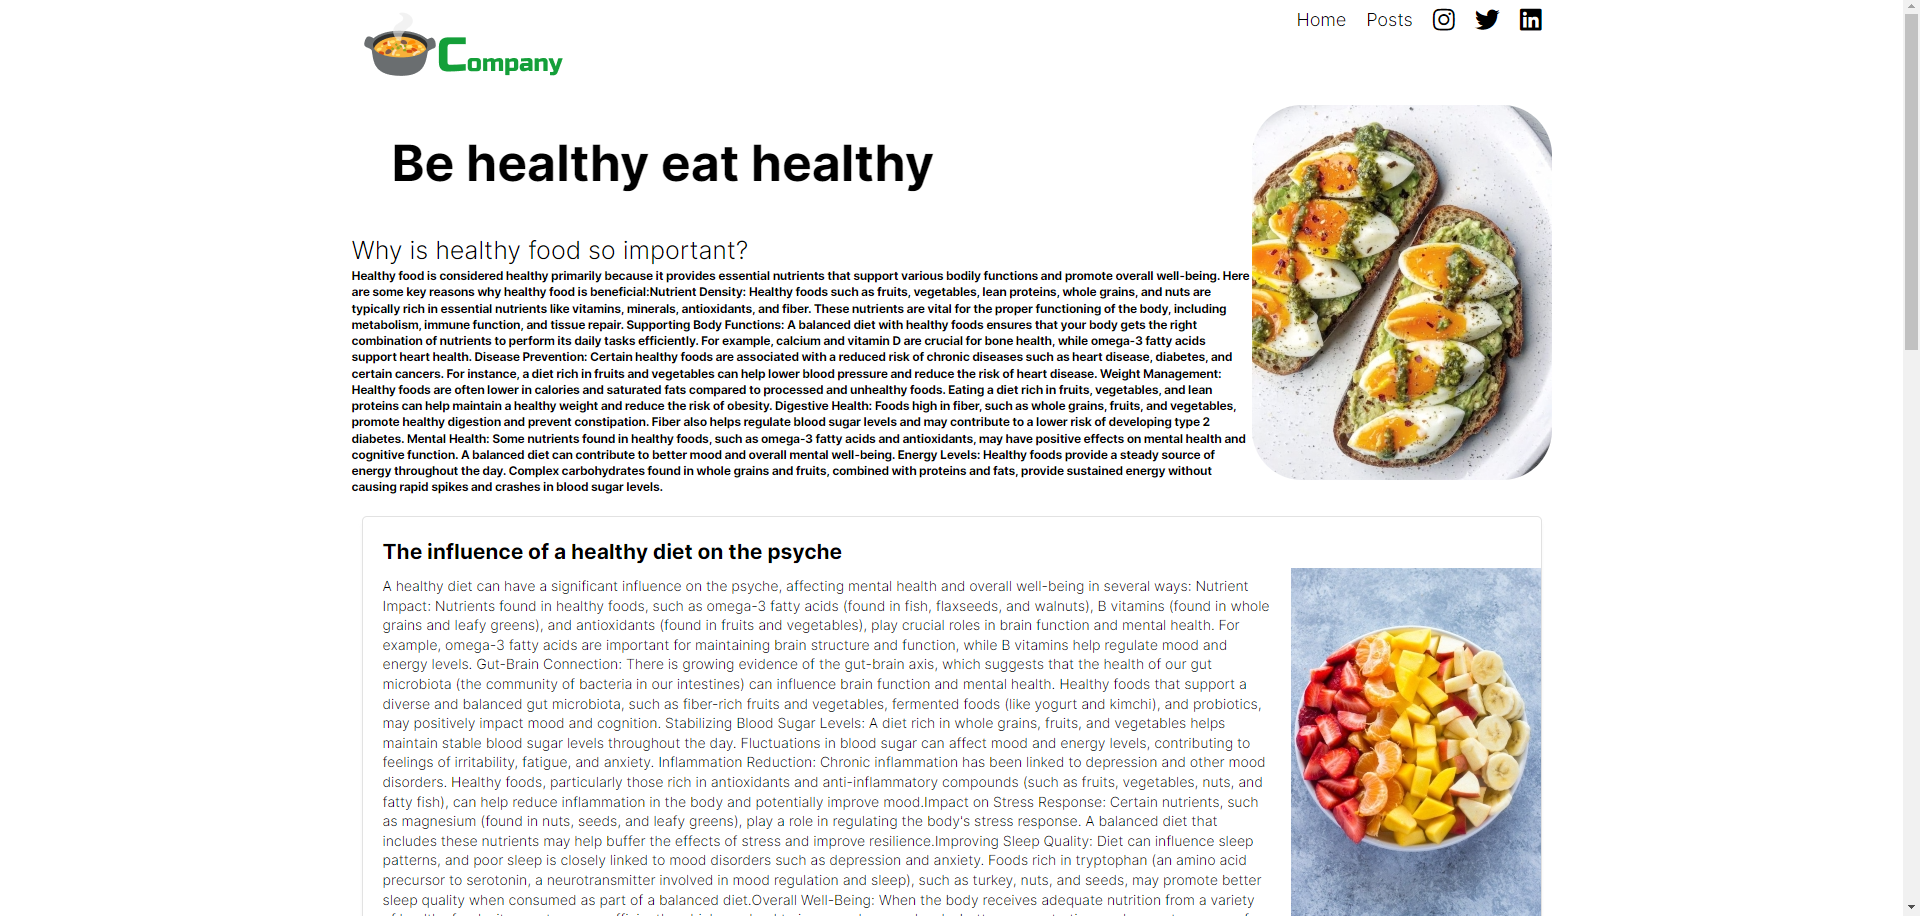 Company
Home
Posts
Be healthy eat healthy
Why is healthy food so important?
Healthy food is considered healthy primarily because it provides essential nutrients that support various bodily functions and promote overall well-being. Here
are some key reasons why healthy food is beneficial:Nutrient Density: Healthy foods such as fruits, vegetables, lean proteins, whole grains, and nuts are
typically rich in essential nutrients like vitamins, minerals, antioxidants, and fiber. These nutrients are vital for the proper functioning of the body, including
metabolism, immune function, and tissue repair. Supporting Body Functions: A balanced diet with healthy foods ensures that your body gets the right
combination of nutrients to perform its daily tasks efficiently. For example, calcium and vitamin D are crucial for bone health, while omega-3 fatty acids
support heart health. Disease Prevention: Certain healthy foods are associated with a reduced risk of chronic diseases such as heart disease, diabetes, and
certain cancers. For instance, a diet rich in fruits and vegetables can help lower blood pressure and reduce the risk of heart disease. Weight Management:
Healthy foods are often lower in calories and saturated fats compared to processed and unhealthy foods. Eating a diet rich in fruits, vegetables, and lean
proteins can help maintain a healthy weight and reduce the risk of obesity. Digestive Health: Foods high in fiber, such as whole grains, fruits, and vegetables,
promote healthy digestion and prevent constipation. Fiber also helps regulate blood sugar levels and may contribute to a lower risk of developing type 2
diabetes. Mental Health: Some nutrients found in healthy foods, such as omega-3 fatty acids and antioxidants, may have positive effects on mental health and
cognitive function. A balanced diet can contribute to better mood and overall mental well-being. Energy Levels: Healthy foods provide a steady source of
energy throughout the day. Complex carbohydrates found in whole grains and fruits, combined with proteins and fats, provide sustained energy without
causing rapid spikes and crashes in blood sugar levels.
The influence of a healthy diet on the psyche
A healthy diet can have a significant influence on the psyche, affecting mental health and overall well-being in several ways: Nutrient
Impact: Nutrients found in healthy foods, such as omega-3 fatty acids (found in fish, flaxseeds, and walnuts), B vitamins (found in whole
grains and leafy greens), and antioxidants (found in fruits and vegetables), play crucial roles in brain function and mental health. For
example, omega-3 fatty acids are important for maintaining brain structure and function, while B vitamins help regulate mood and
energy levels. Gut-Brain Connection: There is growing evidence of the gut-brain axis, which suggests that the health of our gut
microbiota (the community of bacteria in our intestines) can influence brain function and mental health. Healthy foods that support a
diverse and balanced gut microbiota, such as fiber-rich fruits and vegetables, fermented foods (like yogurt and kimchi), and probiotics,
may positively impact mood and cognition. Stabilizing Blood Sugar Levels: A diet rich in whole grains, fruits, and vegetables helps
maintain stable blood sugar levels throughout the day. Fluctuations in blood sugar can affect mood and energy levels, contributing to
feelings of irritability, fatigue, and anxiety. Inflammation Reduction: Chronic inflammation has been linked to depression and other mood
disorders. Healthy foods, particularly those rich in antioxidants and anti-inflammatory compounds (such as fruits, vegetables, nuts, and
fatty fish), can help reduce inflammation in the body and potentially improve mood.Impact on Stress Response: Certain nutrients, such
as magnesium (found in nuts, seeds, and leafy greens), play a role in regulating the body's stress response. A balanced diet that
includes these nutrients may help buffer the effects of stress and improve resilience.Improving Sleep Quality: Diet can influence sleep
patterns, and poor sleep is closely linked to mood disorders such as depression and anxiety. Foods rich in tryptophan (an amino acid
precursor to serotonin, a neurotransmitter involved in mood regulation and sleep), such as turkey, nuts, and seeds, may promote better
sleep quality when consumed as part of a balanced diet.Overall Well-Being: When the body receives adequate nutrition from a variety